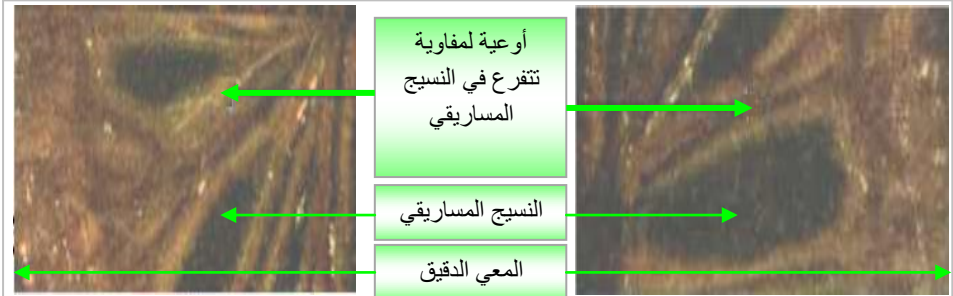 أوعية لمفاوية
تتفرع في النسيج
المساريقي
النسيج المساريقي
المعي الدقيق